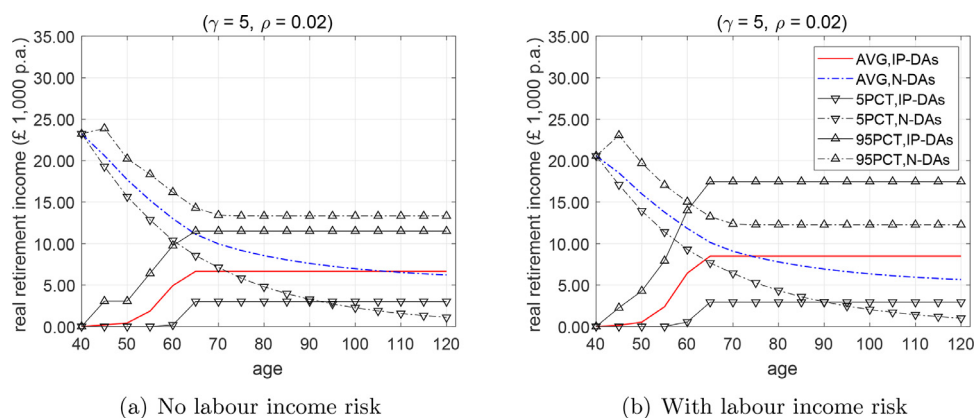 (γ = 5, ρ = 0.02)
35.00
30.00
25.00
20.00
15.00
10.00
5.00
0.00
real retirement income (£ 1,000 p.a.)
40 50 60 70 80 90 100 110 120
age
(a) No labour income risk
(γ = 5, ρ = 0.02)
35.00
30.00
25.00
20.00
15.00
10.00
5.00
0.00
real retirement income (£ 1,000 p.a.)
AVG,IP-DAs
AVG,N-DAs
5PCT,IP-DAs
5PCT,N-DAs
95PCT,IP-DAs
95PCT,N-DAs
40 50 60 70 80 90 100 110 120
age
(b) With labour income risk